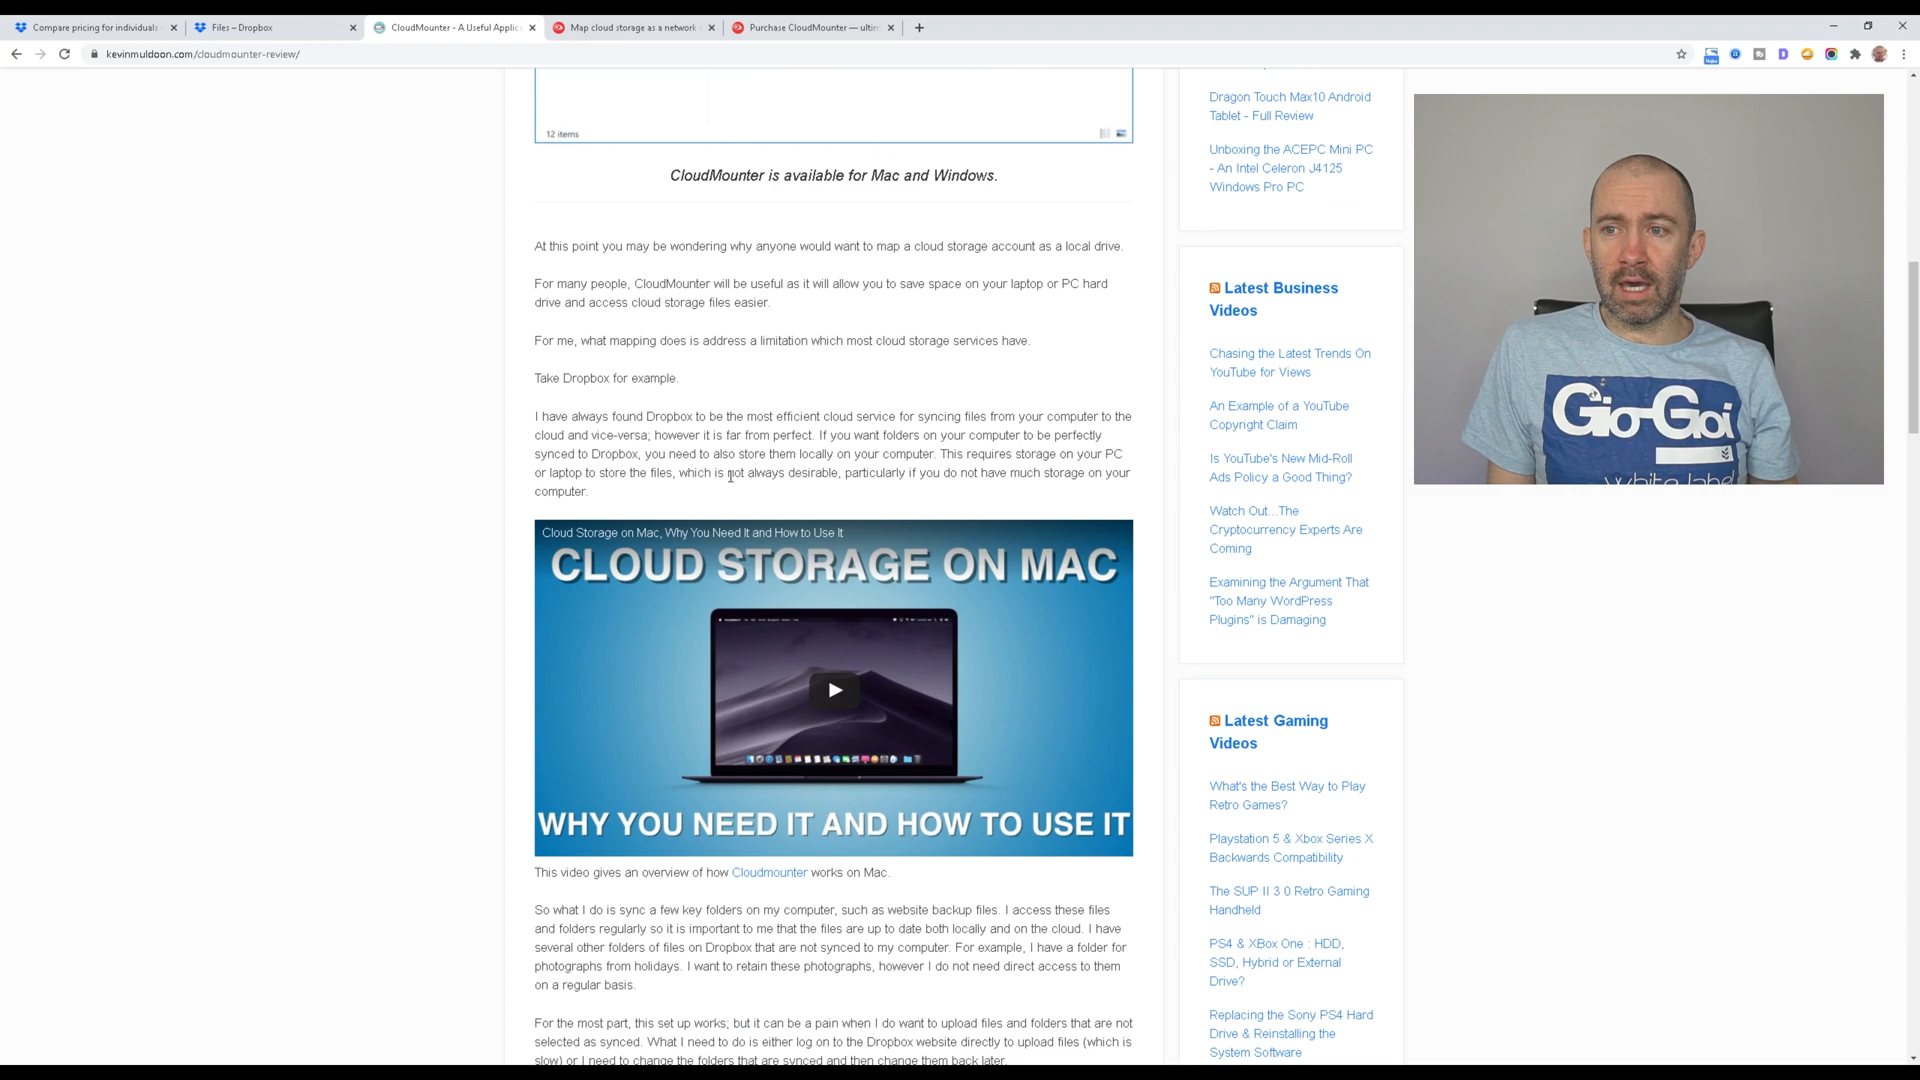 Compare pricing for individuals
Files – Dropbox
CloudMounter - A Useful Applic
Map cloud storage as a network
Purchase CloudMounter — ultim
kevinmuldoon.com/cloudmounter-review/
12 items
CloudMounter is available for Mac and Windows.
At this point you may be wondering why anyone would want to map a cloud storage account as a local drive.
For many people, CloudMounter will be useful as it will allow you to save space on your laptop or PC hard
drive and access cloud storage files easier.
For me, what mapping does is address a limitation which most cloud storage services have.
Take Dropbox for example.
I have always found Dropbox to be the most efficient cloud service for syncing files from your computer to the
cloud and vice-versa; however it is far from perfect. If you want folders on your computer to be perfectly
synced to Dropbox, you need to also store them locally on your computer. This requires storage on your PC
or laptop to store the files, which is not always desirable, particularly if you do not have much storage on your
computer.
Cloud Storage on Mac, Why You Need It and How to Use It
CLOUD STORAGE ON MAC
WHY YOU NEED IT AND HOW TO USE IT
This video gives an overview of how Cloudmounter works on Mac.
So what I do is sync a few key folders on my computer, such as website backup files. I access these files
and folders regularly so it is important to me that the files are up to date both locally and on the cloud. I have
several other folders of files on Dropbox that are not synced to my computer. For example, I have a folder for
photographs from holidays. I want to retain these photographs, however I do not need direct access to them
on a regular basis.
For the most part, this set up works; but it can be a pain when I do want to upload files and folders that are not
selected as synced. What I need to do is either log on to the Dropbox website directly to upload files (which is
slow) or I need to change the folders that are synced and then change them back later.
Dragon Touch Max10 Android
Tablet - Full Review
Unboxing the ACEPC Mini PC
- An Intel Celeron J4125
Windows Pro PC
Latest Business
Videos
Chasing the Latest Trends On
YouTube for Views
An Example of a YouTube
Copyright Claim
Is YouTube's New Mid-Roll
Ads Policy a Good Thing?
Watch Out...The
Cryptocurrency Experts Are
Coming
Examining the Argument That
"Too Many WordPress
Plugins" is Damaging
Latest Gaming
Videos
What's the Best Way to Play
Retro Games?
Playstation 5 & Xbox Series X
Backwards Compatibility
The SUP II 3 0 Retro Gaming
Handheld
PS4 & XBox One : HDD,
SSD, Hybrid or External
Drive?
Replacing the Sony PS4 Hard
Drive & Reinstalling the
System Software
Gio-Goi
white label